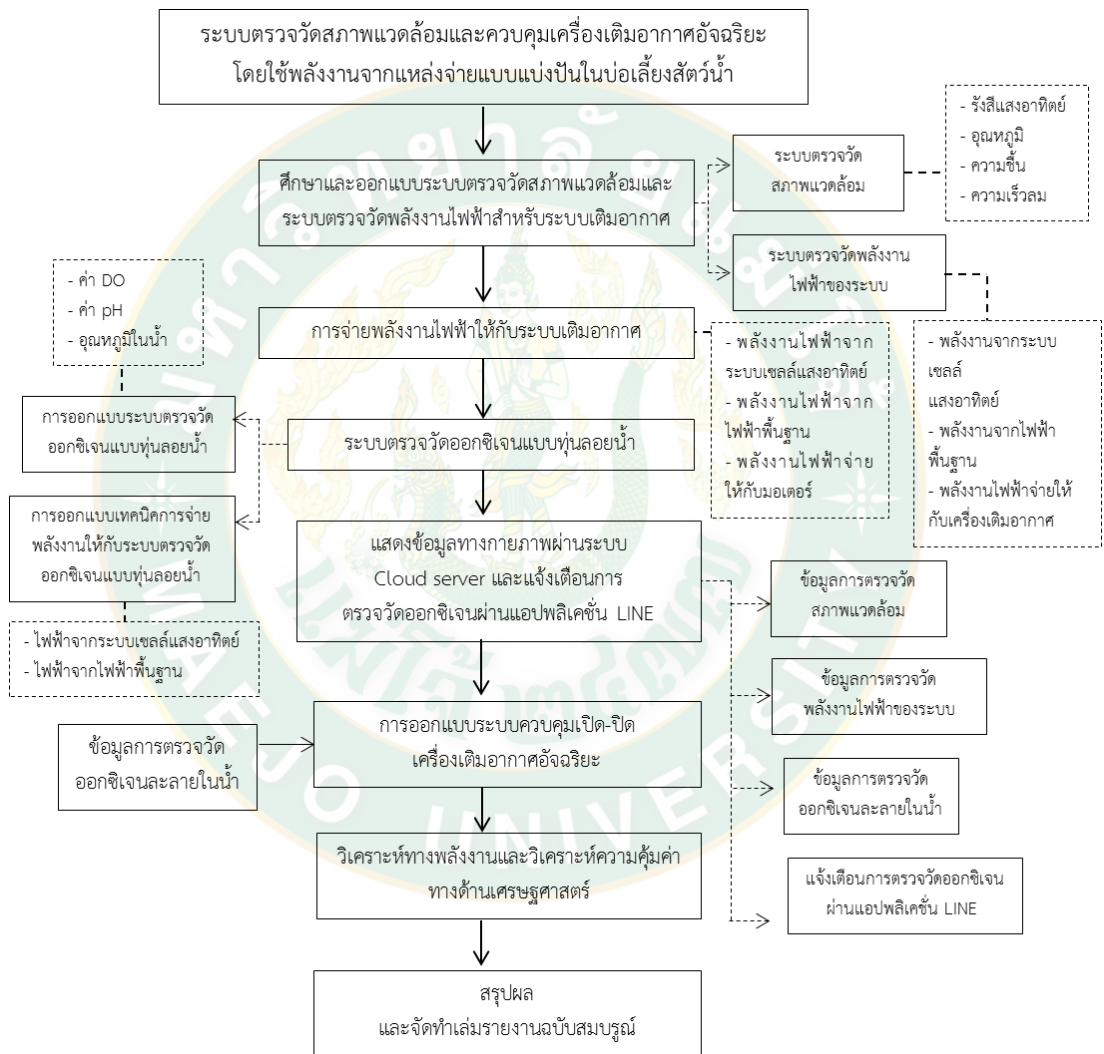 ระบบตรวจวัดสภาพแวดล้อมและควบคุมเครื่องเติมอากาศอัจฉริยะ
โดยใช้พลังงานจากแหล่งจ่ายแบบแบ่งปันในบ่อเลี้ยงสัตว์น้ำ
ศึกษาและออกแบบระบบตรวจวัดสภาพแวดล้อมและ
ระบบตรวจวัดพลังงานไฟฟ้าสำหรับระบบเติมอากาศ
ระบบตรวจวัด
สภาพแวดล้อม
- รังสีแสงอาทิตย์
- อุณหภูมิ
- ความชื้น
- ความเร็วลม
ระบบตรวจวัดพลังงาน
ไฟฟ้าของระบบ
- พลังงานจากระบบ
เซลล์
แสงอาทิตย์
- พลังงานจากไฟฟ้า
พื้นฐาน
- พลังงานไฟฟ้าจ่ายให้
กับเครื่องเติมอากาศ
การจ่ายพลังงานไฟฟ้าให้กับระบบเติมอากาศ
- พลังงานไฟฟ้าจาก
ระบบเซลล์แสงอาทิตย์
- พลังงานไฟฟ้าจาก
ไฟฟ้าพื้นฐาน
- พลังงานไฟฟ้าจ่าย
ให้กับมอเตอร์
- ค่า DO
- ค่า pH
- อุณหภูมิในน้ำ
การออกแบบระบบตรวจวัด
ออกซิเจนแบบทุ่นลอยน้ำ
ระบบตรวจวัดออกซิเจนแบบทุ่นลอยน้ำ
การออกแบบเทคนิคการจ่าย
พลังงานให้กับระบบตรวจวัด
ออกซิเจนแบบทุ่นลอยน้ำ
- ไฟฟ้าจากระบบเซลล์แสงอาทิตย์
- ไฟฟ้าจากไฟฟ้าพื้นฐาน
แสดงข้อมูลทางกายภาพผ่านระบบ
Cloud server และแจ้งเตือนการ
ตรวจวัดออกซิเจนผ่านแอปพลิเคชั่น LINE
ข้อมูลการตรวจวัด
สภาพแวดล้อม
ข้อมูลการตรวจวัด
พลังงานไฟฟ้าของระบบ
ข้อมูลการตรวจวัด
ออกซิเจนละลายในน้ำ
แจ้งเตือนการตรวจวัดออกซิเจน
ผ่านแอปพลิเคชั่น LINE
ข้อมูลการตรวจวัด
ออกซิเจนละลายในน้ำ
การออกแบบระบบควบคุมเปิด-ปิด
เครื่องเติมอากาศอัจฉริยะ
วิเคราะห์ทางพลังงานและวิเคราะห์ความคุ้มค่า
ทางด้านเศรษฐศาสตร์
สรุปผล
และจัดทำเล่มรายงานฉบับสมบรูณ์
มหาวิทยาลัยแม่โจ้
แม่โจ้ ๒๔๗๗
MAEJO UNIVERSITY